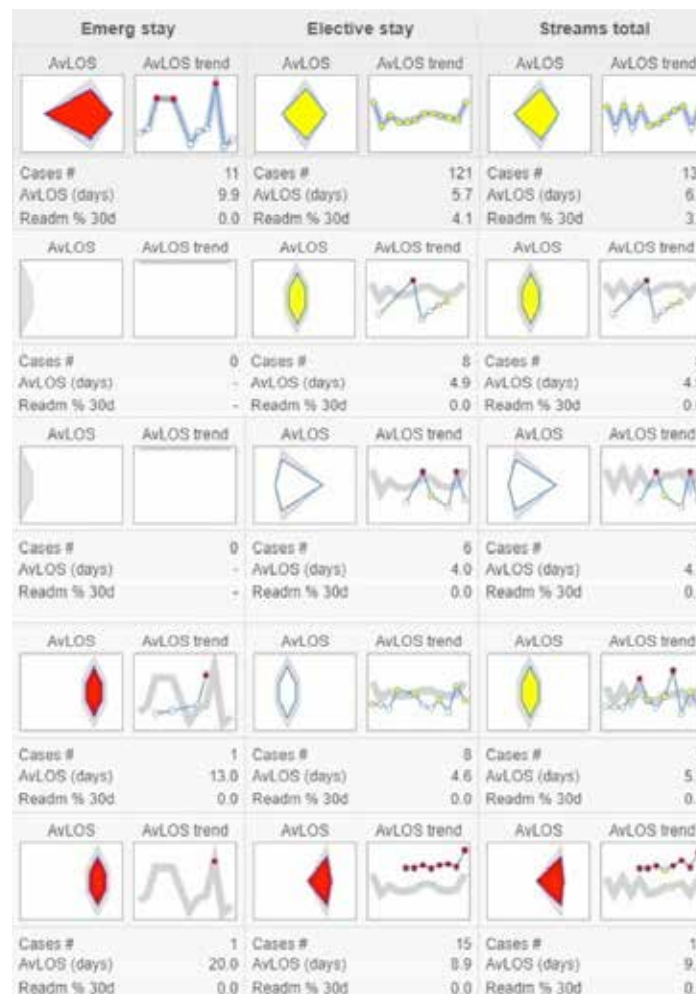 Emerg stay Elective stay Streams total
AvLOS AvLOS trend AvLOS AvLOS trend AvLOS AvLOS trend
Cases # 11 Cases # 121 Cases # 13
AvLOS (days) 9.9 AvLOS (days) 5.7 AvLOS (days) 6.
Readm % 30d 0.0 Readm % 30d 4.1 Readm % 30d 3.
AvLOS AvLOS trend AvLOS AvLOS trend AvLOS AvLOS trend
Cases # 0 Cases # 8 Cases #
AvLOS (days) - AvLOS (days) 4.9 AvLOS (days) 4.
Readm % 30d - Readm % 30d 0.0 Readm % 30d 0.
AvLOS AvLOS trend AvLOS AvLOS trend AvLOS AvLOS trend
Cases # 0 Cases # 6 Cases #
AvLOS (days) - AvLOS (days) 4.0 AvLOS (days) 4.
Readm % 30d - Readm % 30d 0.0 Readm % 30d 0.
AvLOS AvLOS trend AvLOS AvLOS trend AvLOS AvLOS trend
Cases # 1 Cases # 8 Cases #
AvLOS (days) 13.0 AvLOS (days) 4.6 AvLOS (days) 5.
Readm % 30d 0.0 Readm % 30d 0.0 Readm % 30d 0.
AvLOS AvLOS trend AvLOS AvLOS trend AvLOS AvLOS trend
Cases # 1 Cases # 15 Cases # 1
AvLOS (days) 20.0 AvLOS (days) 8.9 AvLOS (days) 9.
Readm % 30d 0.0 Readm % 30d 0.0 Readm % 30d 0.